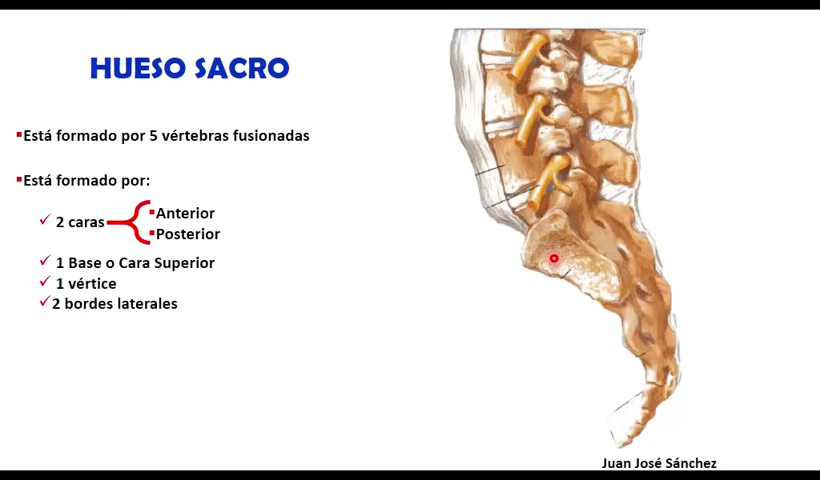 HUESO SACRO
Está formado por 5 vértebras fusionadas
Está formado por:
2 caras
Anterior
Posterior
1 Base o Cara Superior
1 vértice
2 bordes laterales
Juan José Sánchez